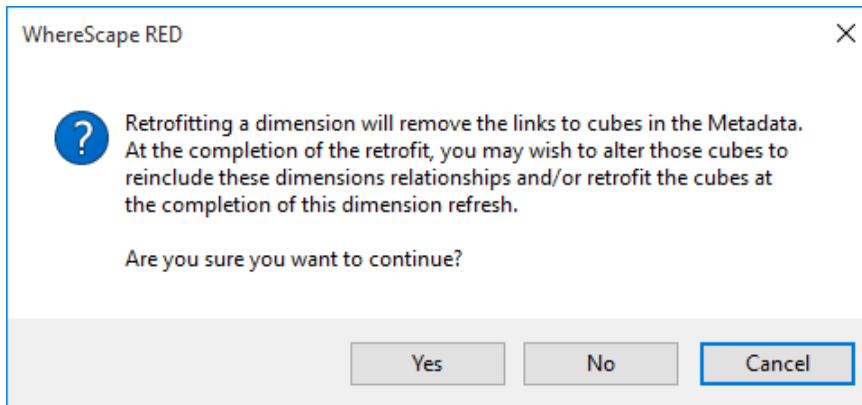 WhereScape RED
Retrofitting a dimension will remove the links to cubes in the Metadata.
At the completion of the retrofit, you may wish to alter those cubes to
reinclude these dimensions relationships and/or retrofit the cubes at
the completion of this dimension refresh.
Are you sure you want to continue?
Yes No Cancel